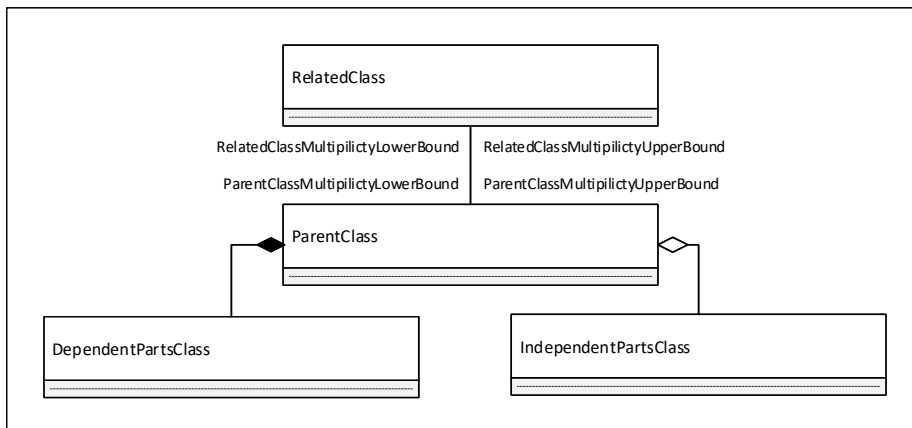 RelatedClass
RelatedClassMultipilictyLowerBound RelatedClassMultipilictyUpperBound
ParentClassMultipilictyLowerBound ParentClassMultipilictyUpperBound
ParentClass
DependentPartsClass
IndependentPartsClass